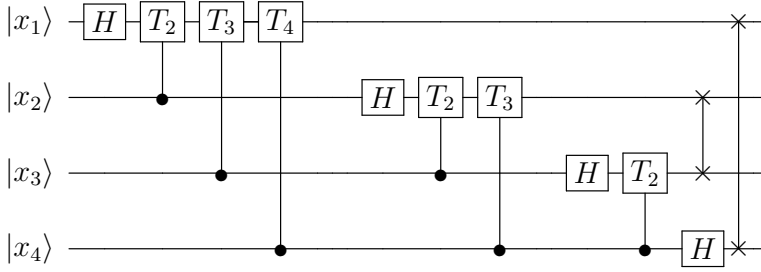 |x₁⟩ H T₂ T₃ T₄
|x₂⟩ H T₂ T₃
|x₃⟩ H T₂
|x₄⟩ H